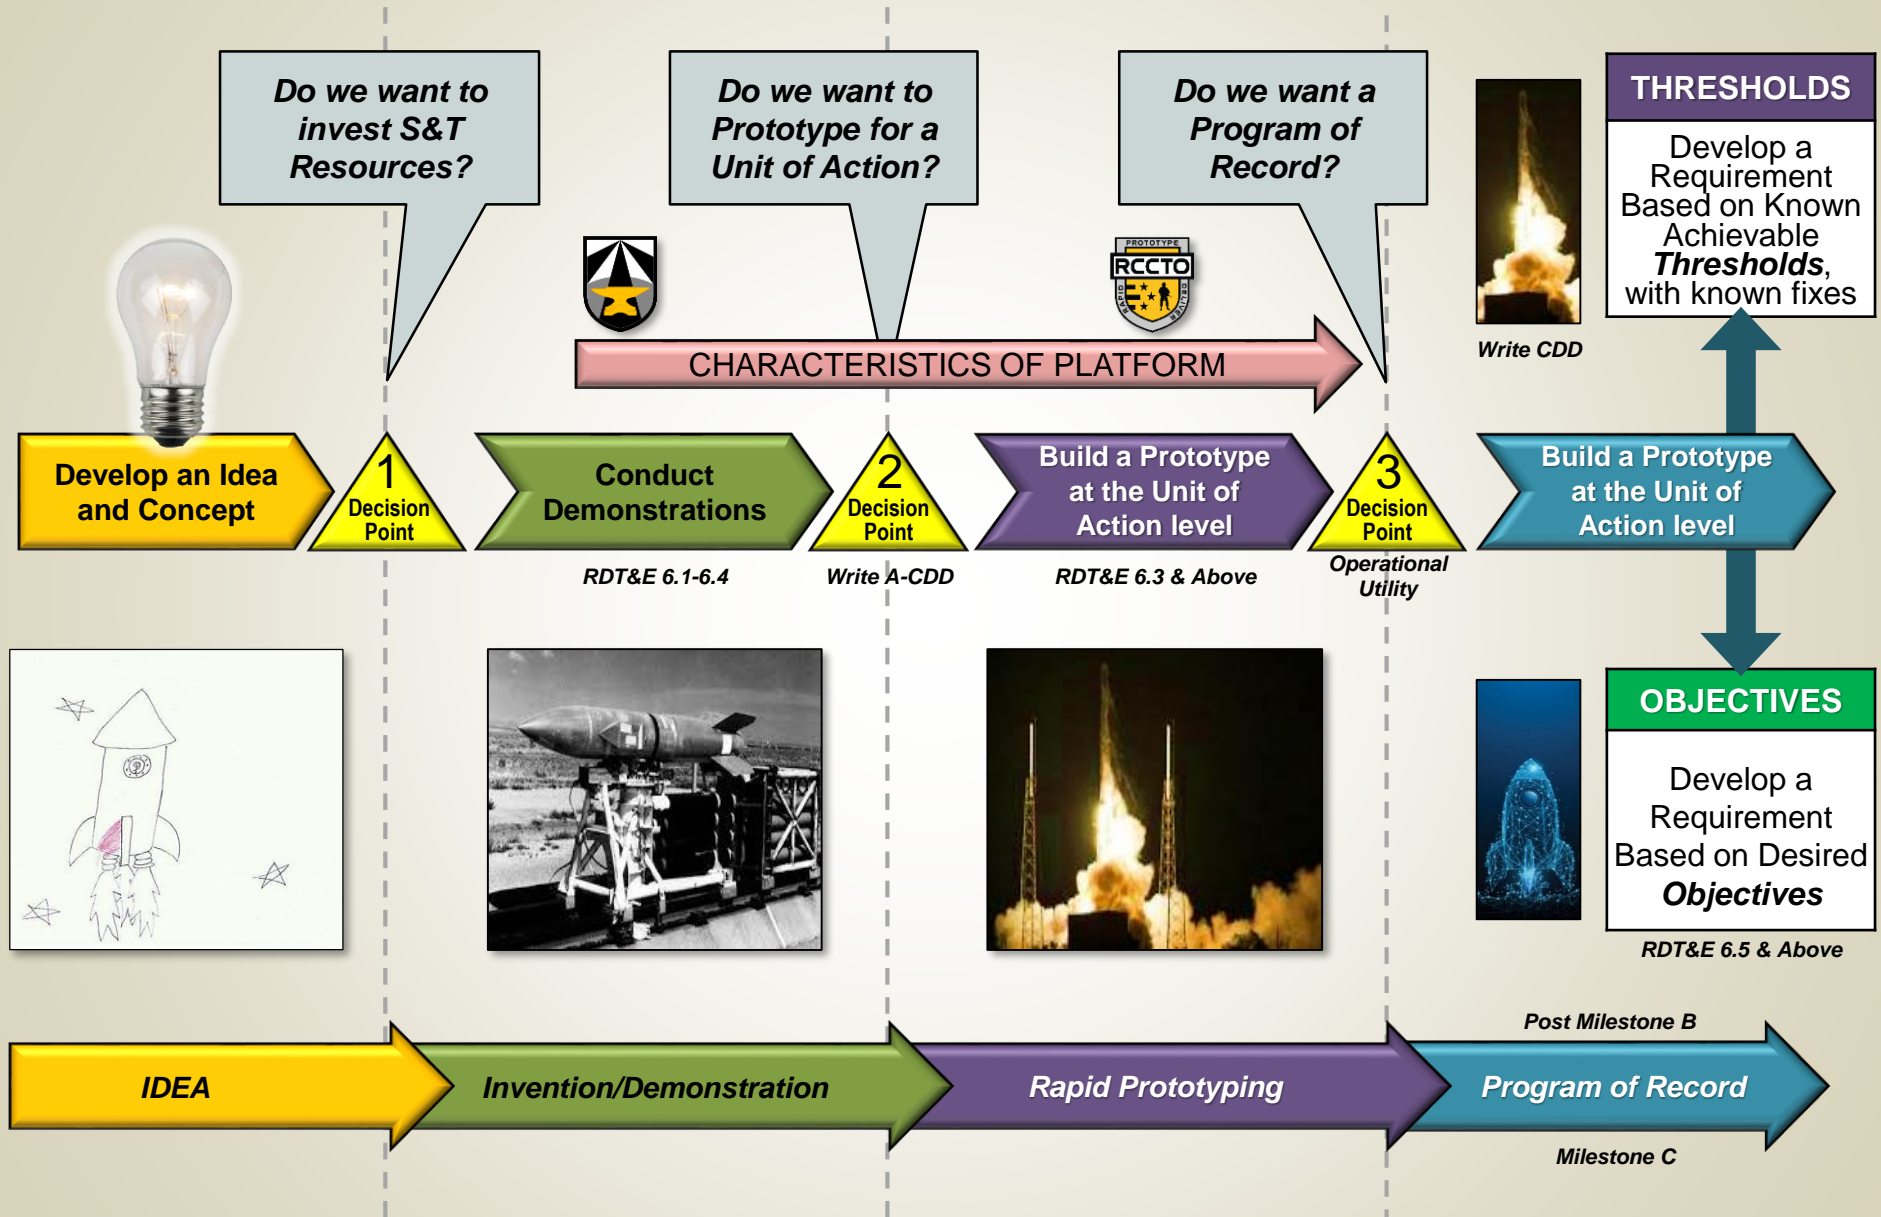 Do we want to
invest S&T
Resources?
Do we want to
Prototype for a
Unit of Action?
Do we want a
Program of
Record?
THRESHOLDS
Develop a
Requirement
Based on Known
Achievable
Thresholds,
with known fixes
Write CDD
PROTOTYPE
RCCTO
RAPID
DELIVER
CHARACTERISTICS OF PLATFORM
Develop an Idea
and Concept
1
Decision
Point
Conduct
Demonstrations
2
Decision
Point
Build a Prototype
at the Unit of
Action level
3
Decision
Point
Build a Prototype
at the Unit of
Action level
RDT&E 6.1-6.4
Write A-CDD
RDT&E 6.3 & Above
Operational
Utility
OBJECTIVES
Develop a
Requirement
Based on Desired
Objectives
RDT&E 6.5 & Above
Post Milestone B
IDEA
Invention/Demonstration
Rapid Prototyping
Program of Record
Milestone C